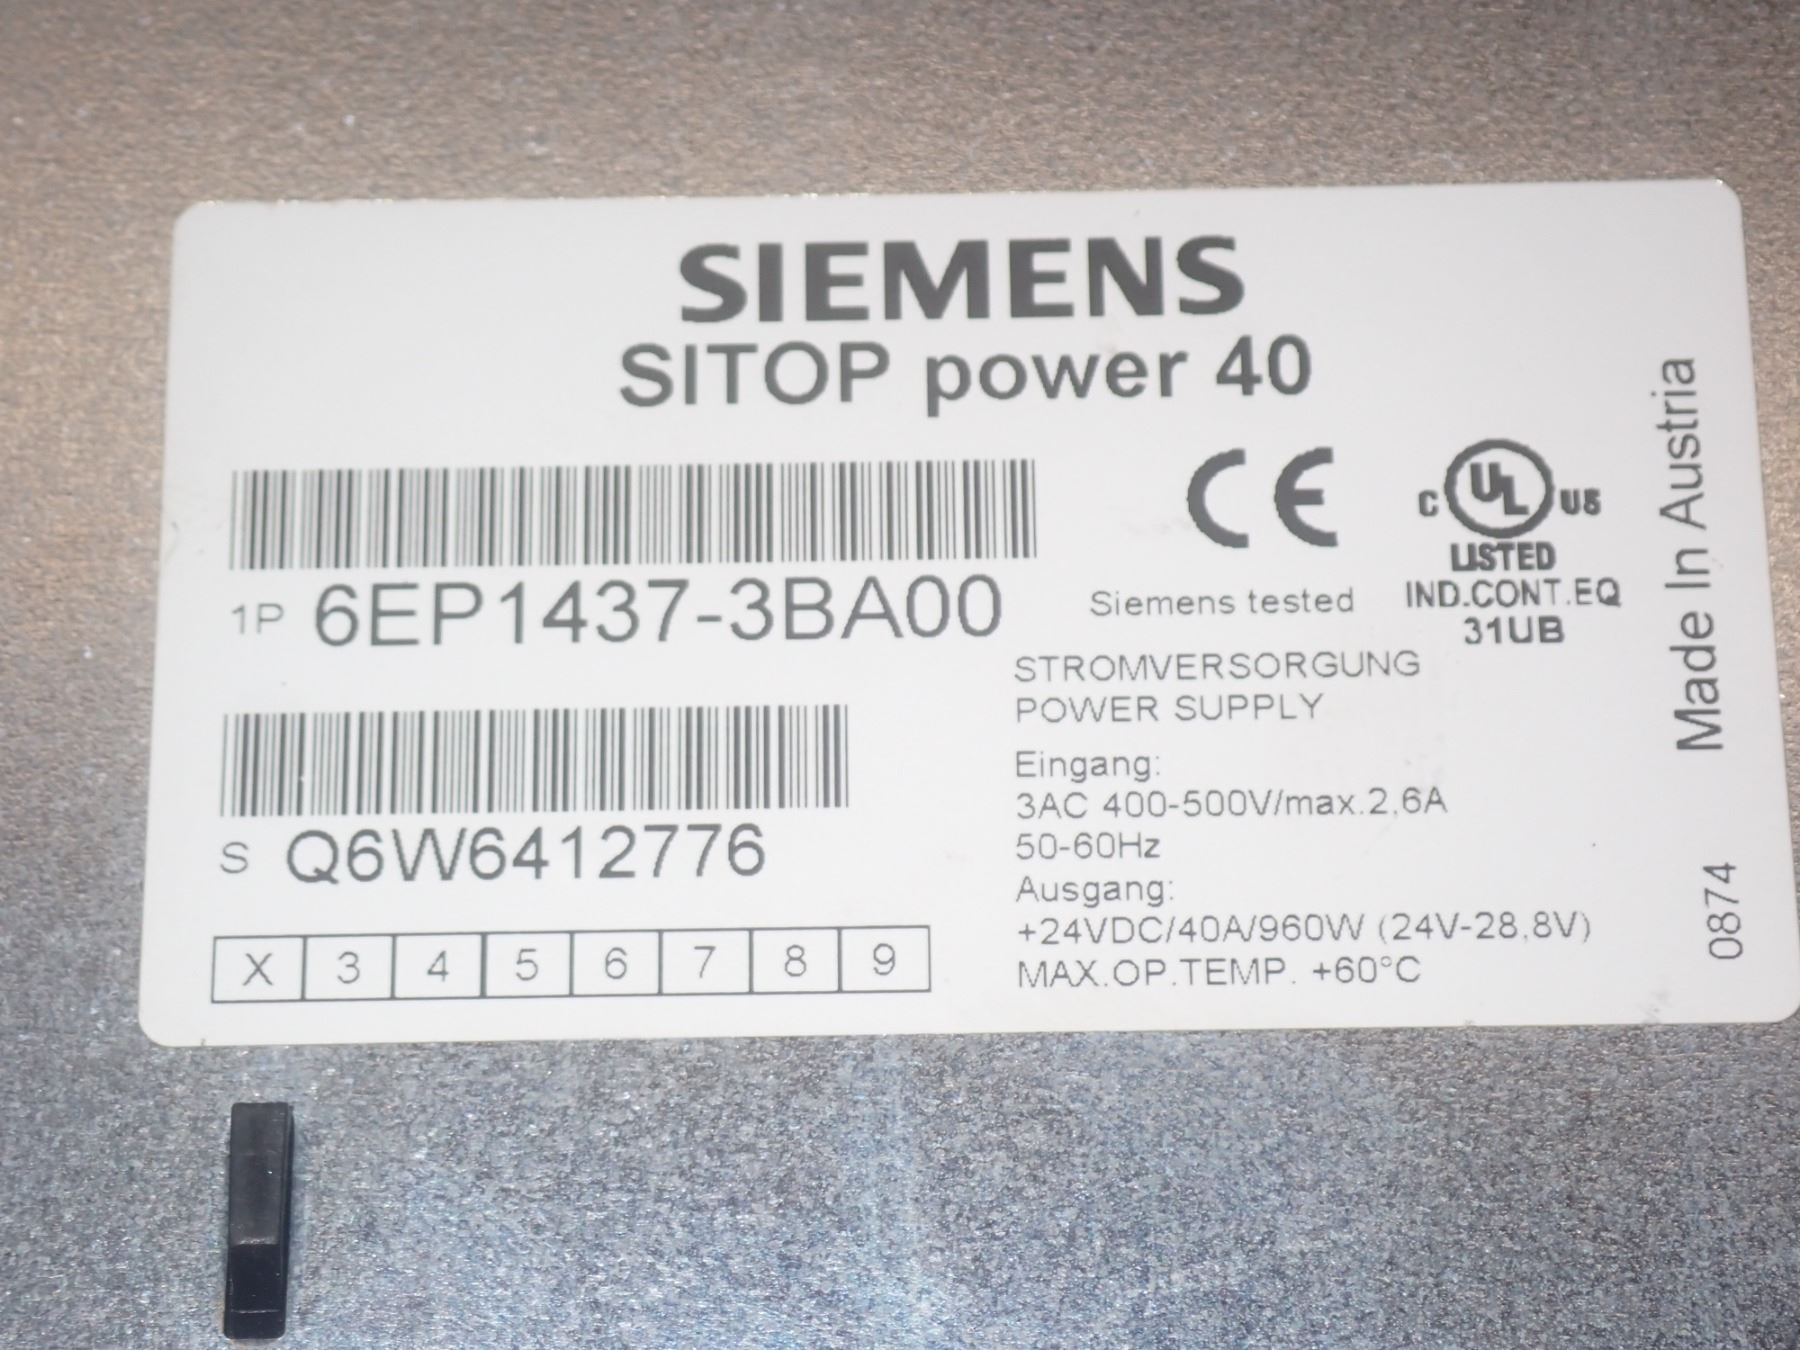 SIEMENS
SITOP power 40
1P 6EP1437-3BA00
S Q6W6412776
X 3 4 5 6 7 8 9
CE
C UL US
LISTED
IND.CONT.EQ
31UB
Siemens tested
STROMVERSORGUNG
POWER SUPPLY
Eingang:
3AC 400-500V/max.2,6A
50-60Hz
Ausgang:
+24VDC/40A/960W (24V-28,8V)
MAX.OP.TEMP. +60°C
Made In Austria
0874